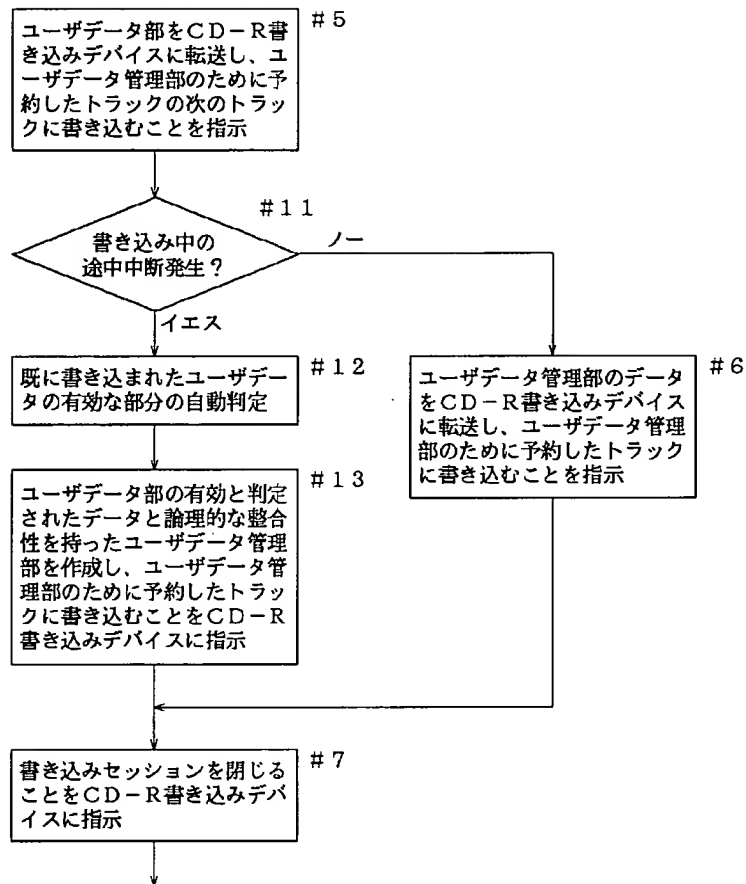 ユーザデータ部をCD－R書
き込みデバイスに転送し、ユ
ーザデータ管理部のために予
約したトラックの次のトラッ
クに書き込むことを指示
＃5
＃11
書き込み中の
途中中断発生？
ノー
イエス
既に書き込まれたユーザデー
タの有効な部分の自動判定
＃12
ユーザデータ管理部のデータ
をCD－R書き込みデバイス
に転送し、ユーザデータ管理
部のために予約したトラック
に書き込むことを指示
＃6
ユーザデータ部の有効と判定
されたデータと論理的な整合
性を持ったユーザデータ管理
部を作成し、ユーザデータ管
理部のために予約したトラッ
クに書き込むことをCD－R
書き込みデバイスに指示
＃13
書き込みセッションを閉じる
ことをCD－R書き込みデバ
イスに指示
＃7